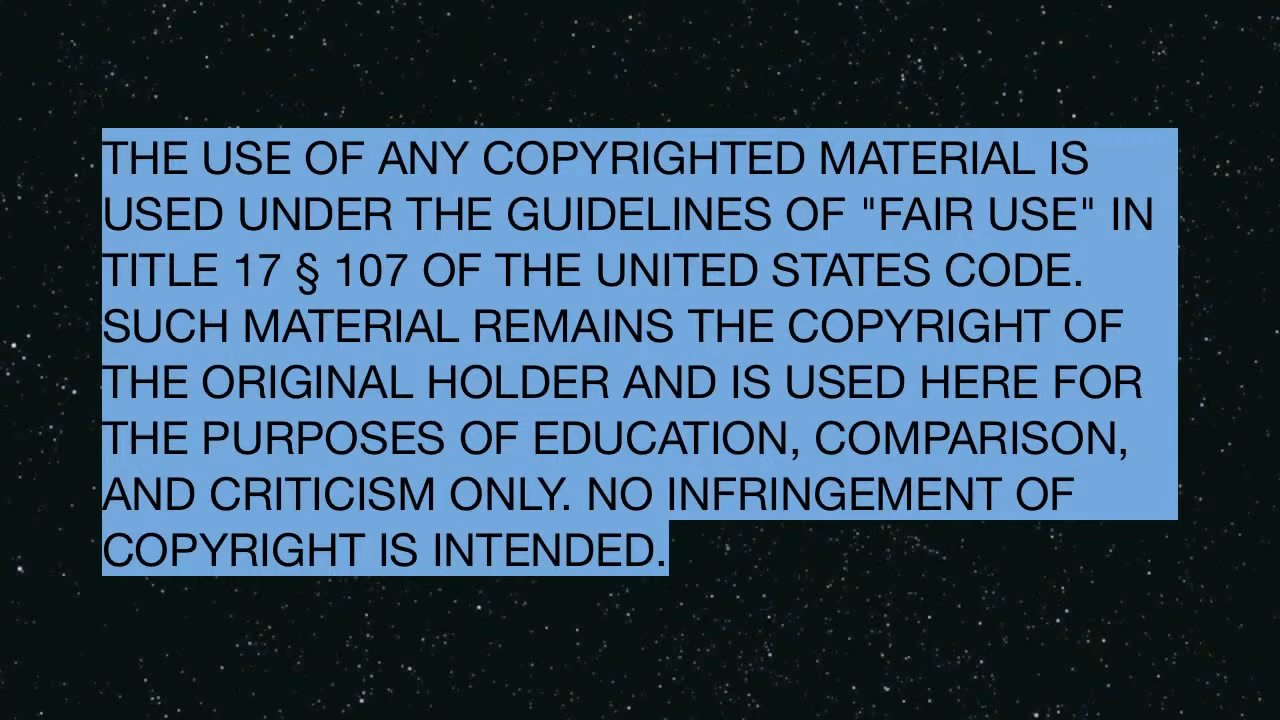 THE USE OF ANY COPYRIGHTED MATERIAL IS
USED UNDER THE GUIDELINES OF "FAIR USE" IN
TITLE 17 § 107 OF THE UNITED STATES CODE.
SUCH MATERIAL REMAINS THE COPYRIGHT OF
THE ORIGINAL HOLDER AND IS USED HERE FOR
THE PURPOSES OF EDUCATION, COMPARISON,
AND CRITICISM ONLY. NO INFRINGEMENT OF
COPYRIGHT IS INTENDED.